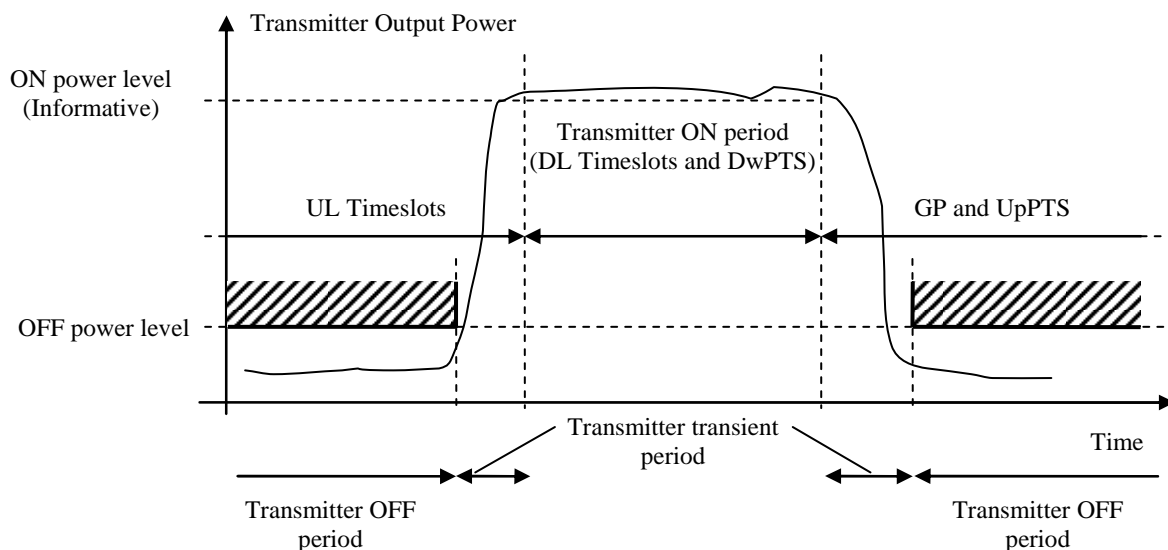 Transmitter Output Power
ON power level
(Informative)
Transmitter ON period
(DL Timeslots and DwPTS)
UL Timeslots
GP and UpPTS
OFF power level
Transmitter transient
period
Time
Transmitter OFF
period
Transmitter OFF
period